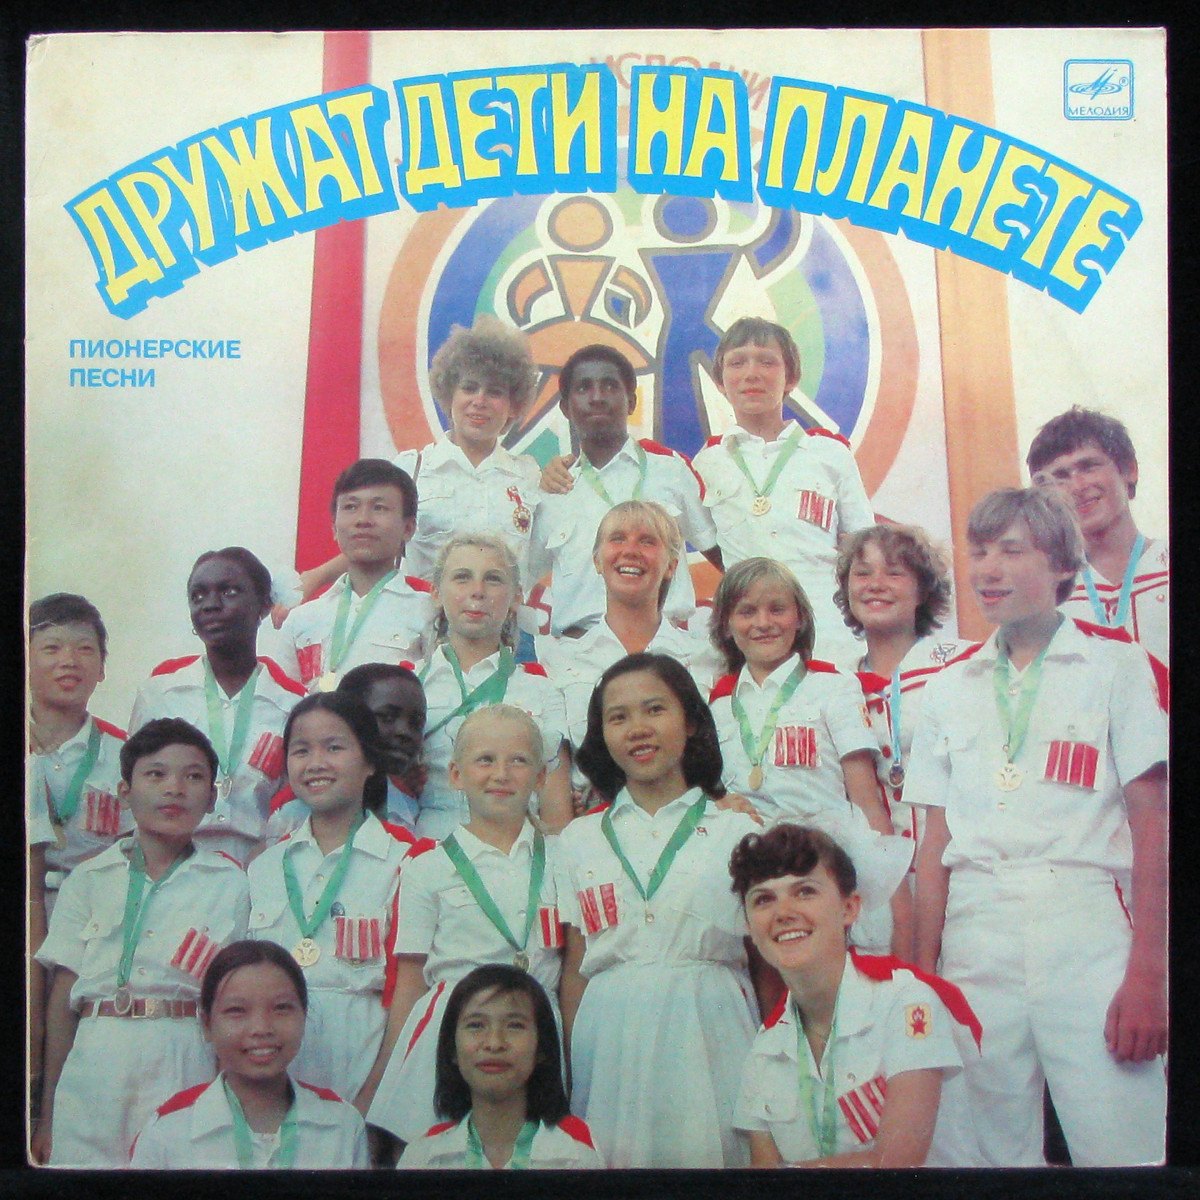 ДРУЖАТ ДЕТИ НА ПЛАНЕТЕ
МЕЛОДИЯ
ПИОНЕРСКИЕ
ПЕСНИ